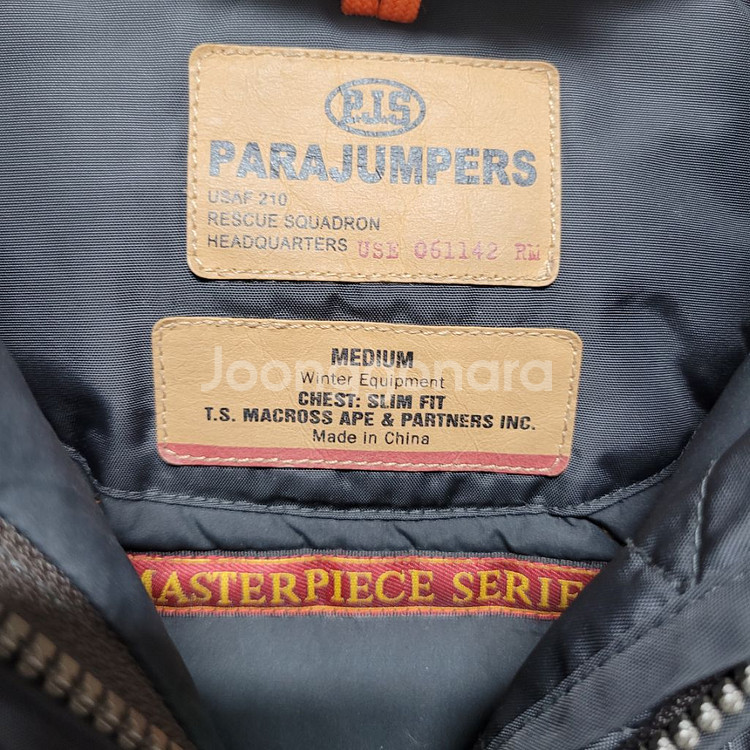 P.J.S
PARAJUMPERS
USAF 210
RESCUE SQUADRON
HEADQUARTERS USE 061142 RM
MEDIUM
Winter Equipment
CHEST: SLIM FIT
T.S. MACROSS APE & PARTNERS INC.
Made in China
Joongonara
MASTERPIECE SERIE